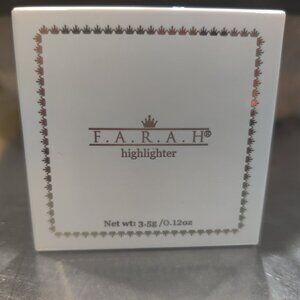 F.A.R.A.H®
highlighter
Net wt: 3.5g /0.12oz